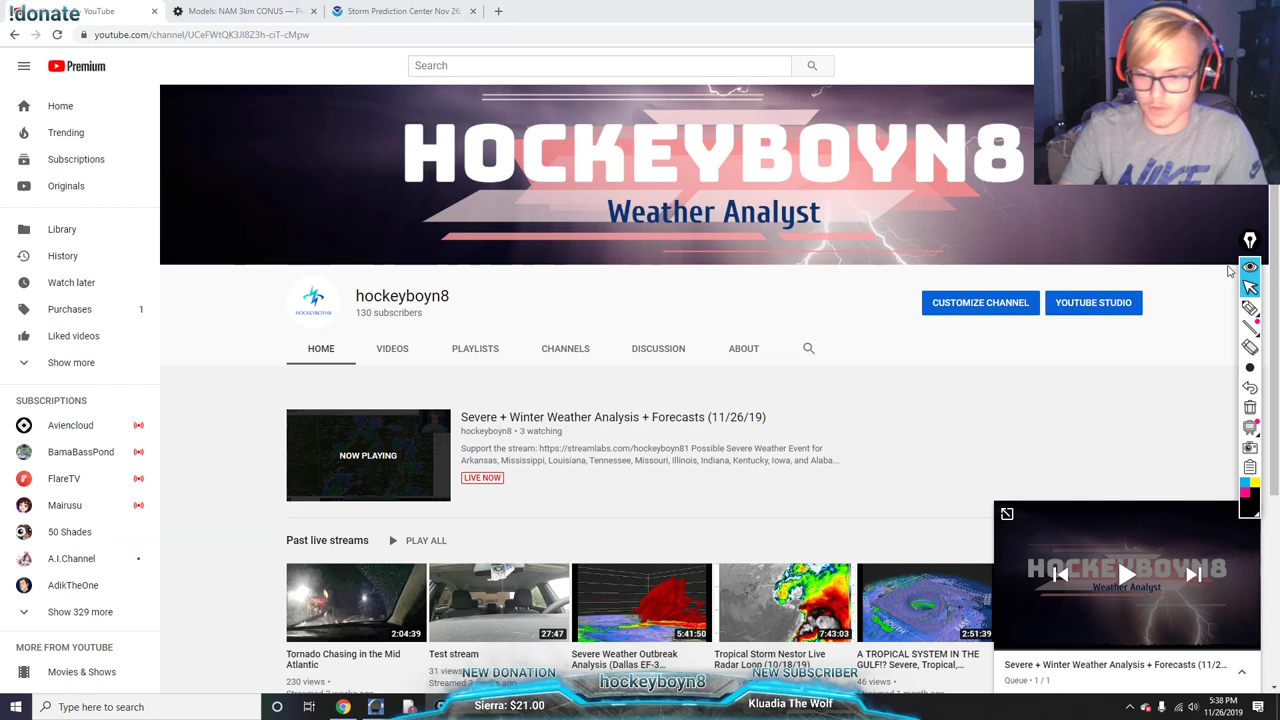 !donate
YouTube
Models: NAM 3km CONUS —
Storm Prediction Center Nov 26,
youtube.com/channel/UCeFWtQK3JI8Z3h-ciT-cMpw
Premium
Search
Home
Trending
Subscriptions
Originals
Library
History
Watch later
Purchases 1
Liked videos
Show more
SUBSCRIPTIONS
Aviencloud
BamaBassPond
FlareTV
Mairusu
50 Shades
A.I.Channel
AdikTheOne
Show 329 more
MORE FROM YOUTUBE
Movies & Shows
HOCKEYBOYN8
Weather Analyst
NIKE
HOCKEYBOYN8
hockeyboyn8
130 subscribers
CUSTOMIZE CHANNEL
YOUTUBE STUDIO
HOME VIDEOS PLAYLISTS CHANNELS DISCUSSION ABOUT
NOW PLAYING
Severe + Winter Weather Analysis + Forecasts (11/26/19)
hockeyboyn8 • 3 watching
Support the stream: https://streamlabs.com/hockeyboyn81 Possible Severe Weather Event for
Arkansas, Mississippi, Louisiana, Tennessee, Missouri, Illinois, Indiana, Kentucky, Iowa, and Alaba...
LIVE NOW
Past live streams
PLAY ALL
2:04:39
27:47
5:41:50
7:43:03
2:51:39
Tornado Chasing in the Mid
Atlantic
230 views
Test stream
31 views
Severe Weather Outbreak
Analysis (Dallas EF-3...
Tropical Storm Nestor Live
Radar Loop (10/18/19)
A TROPICAL SYSTEM IN THE
GULF!? Severe, Tropical,...
46 views
HOCKEYBOYN8
Weather Analyst
Severe + Winter Weather Analysis + Forecasts (11/2...
Queue • 1 / 1
NEW DONATION
hockeyboyn8
NEW SUBSCRIBER
Sierra: $21.00
Kluadia The Wolf
Type here to search
5:38 PM
11/26/2019